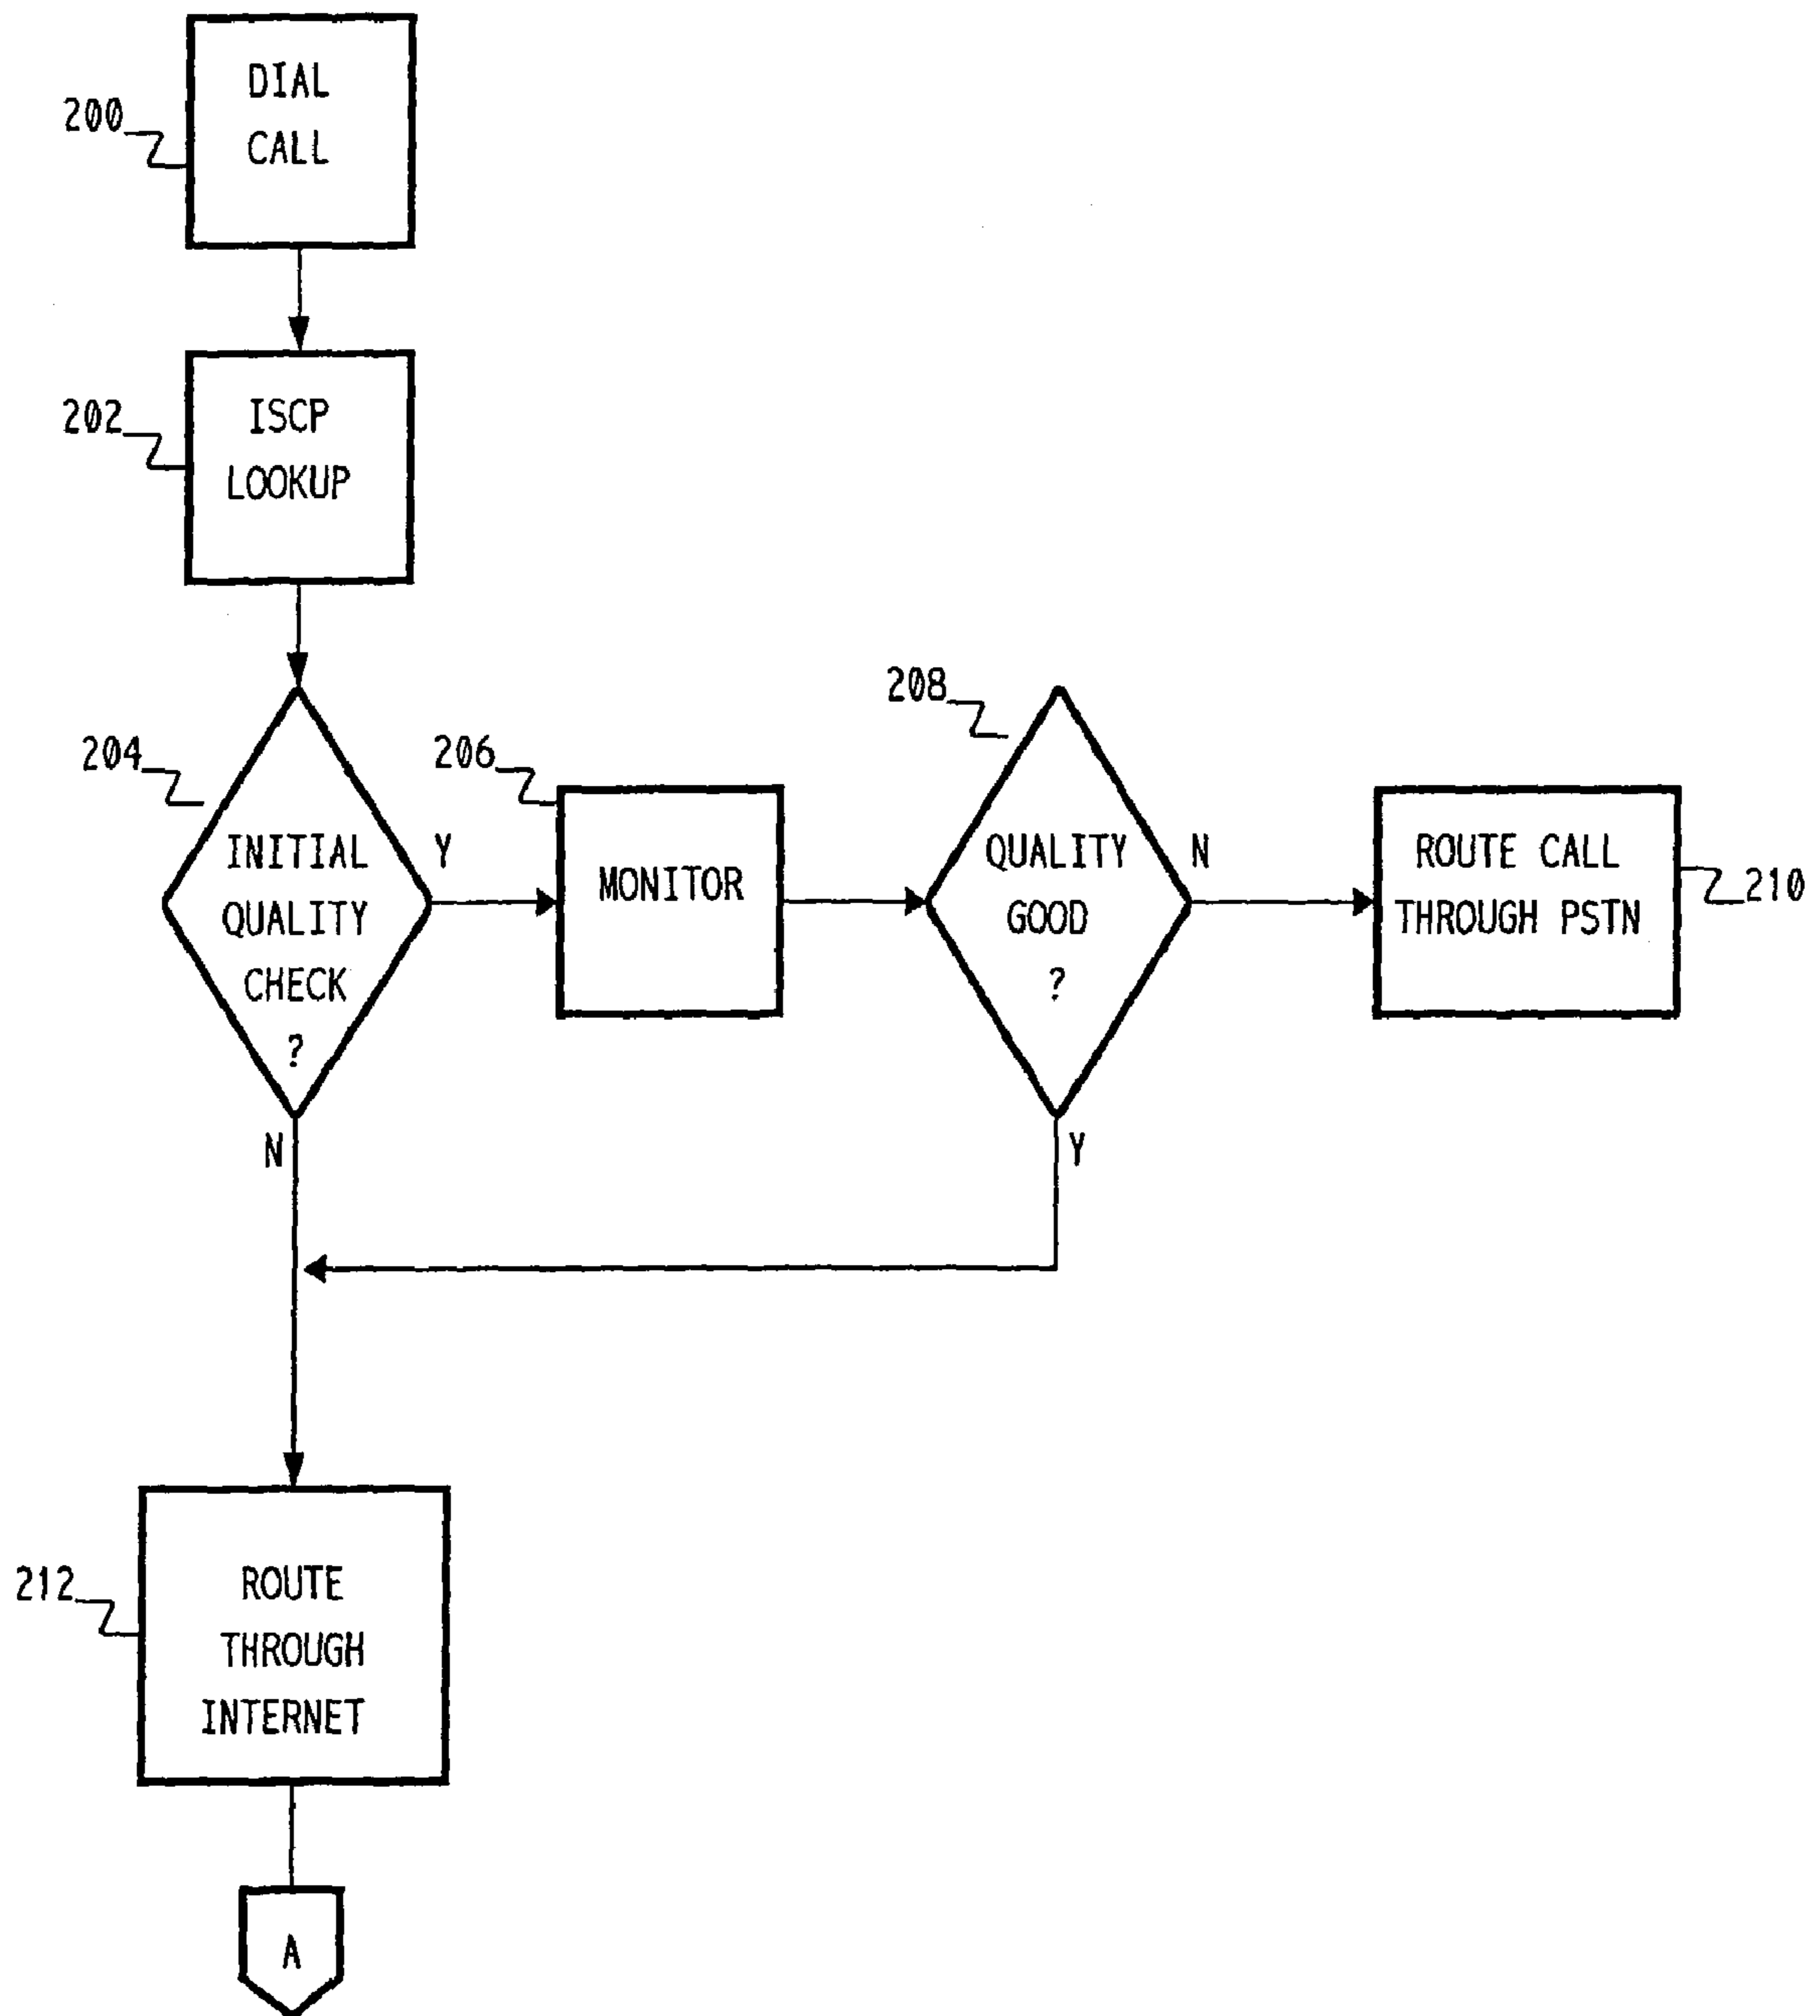 DIAL
CALL
200
ISCP
LOOKUP
202
204
INITIAL
QUALITY
CHECK
?
Y
N
206
MONITOR
208
QUALITY
GOOD
?
N
Y
ROUTE CALL
THROUGH PSTN
210
212
ROUTE
THROUGH
INTERNET
A